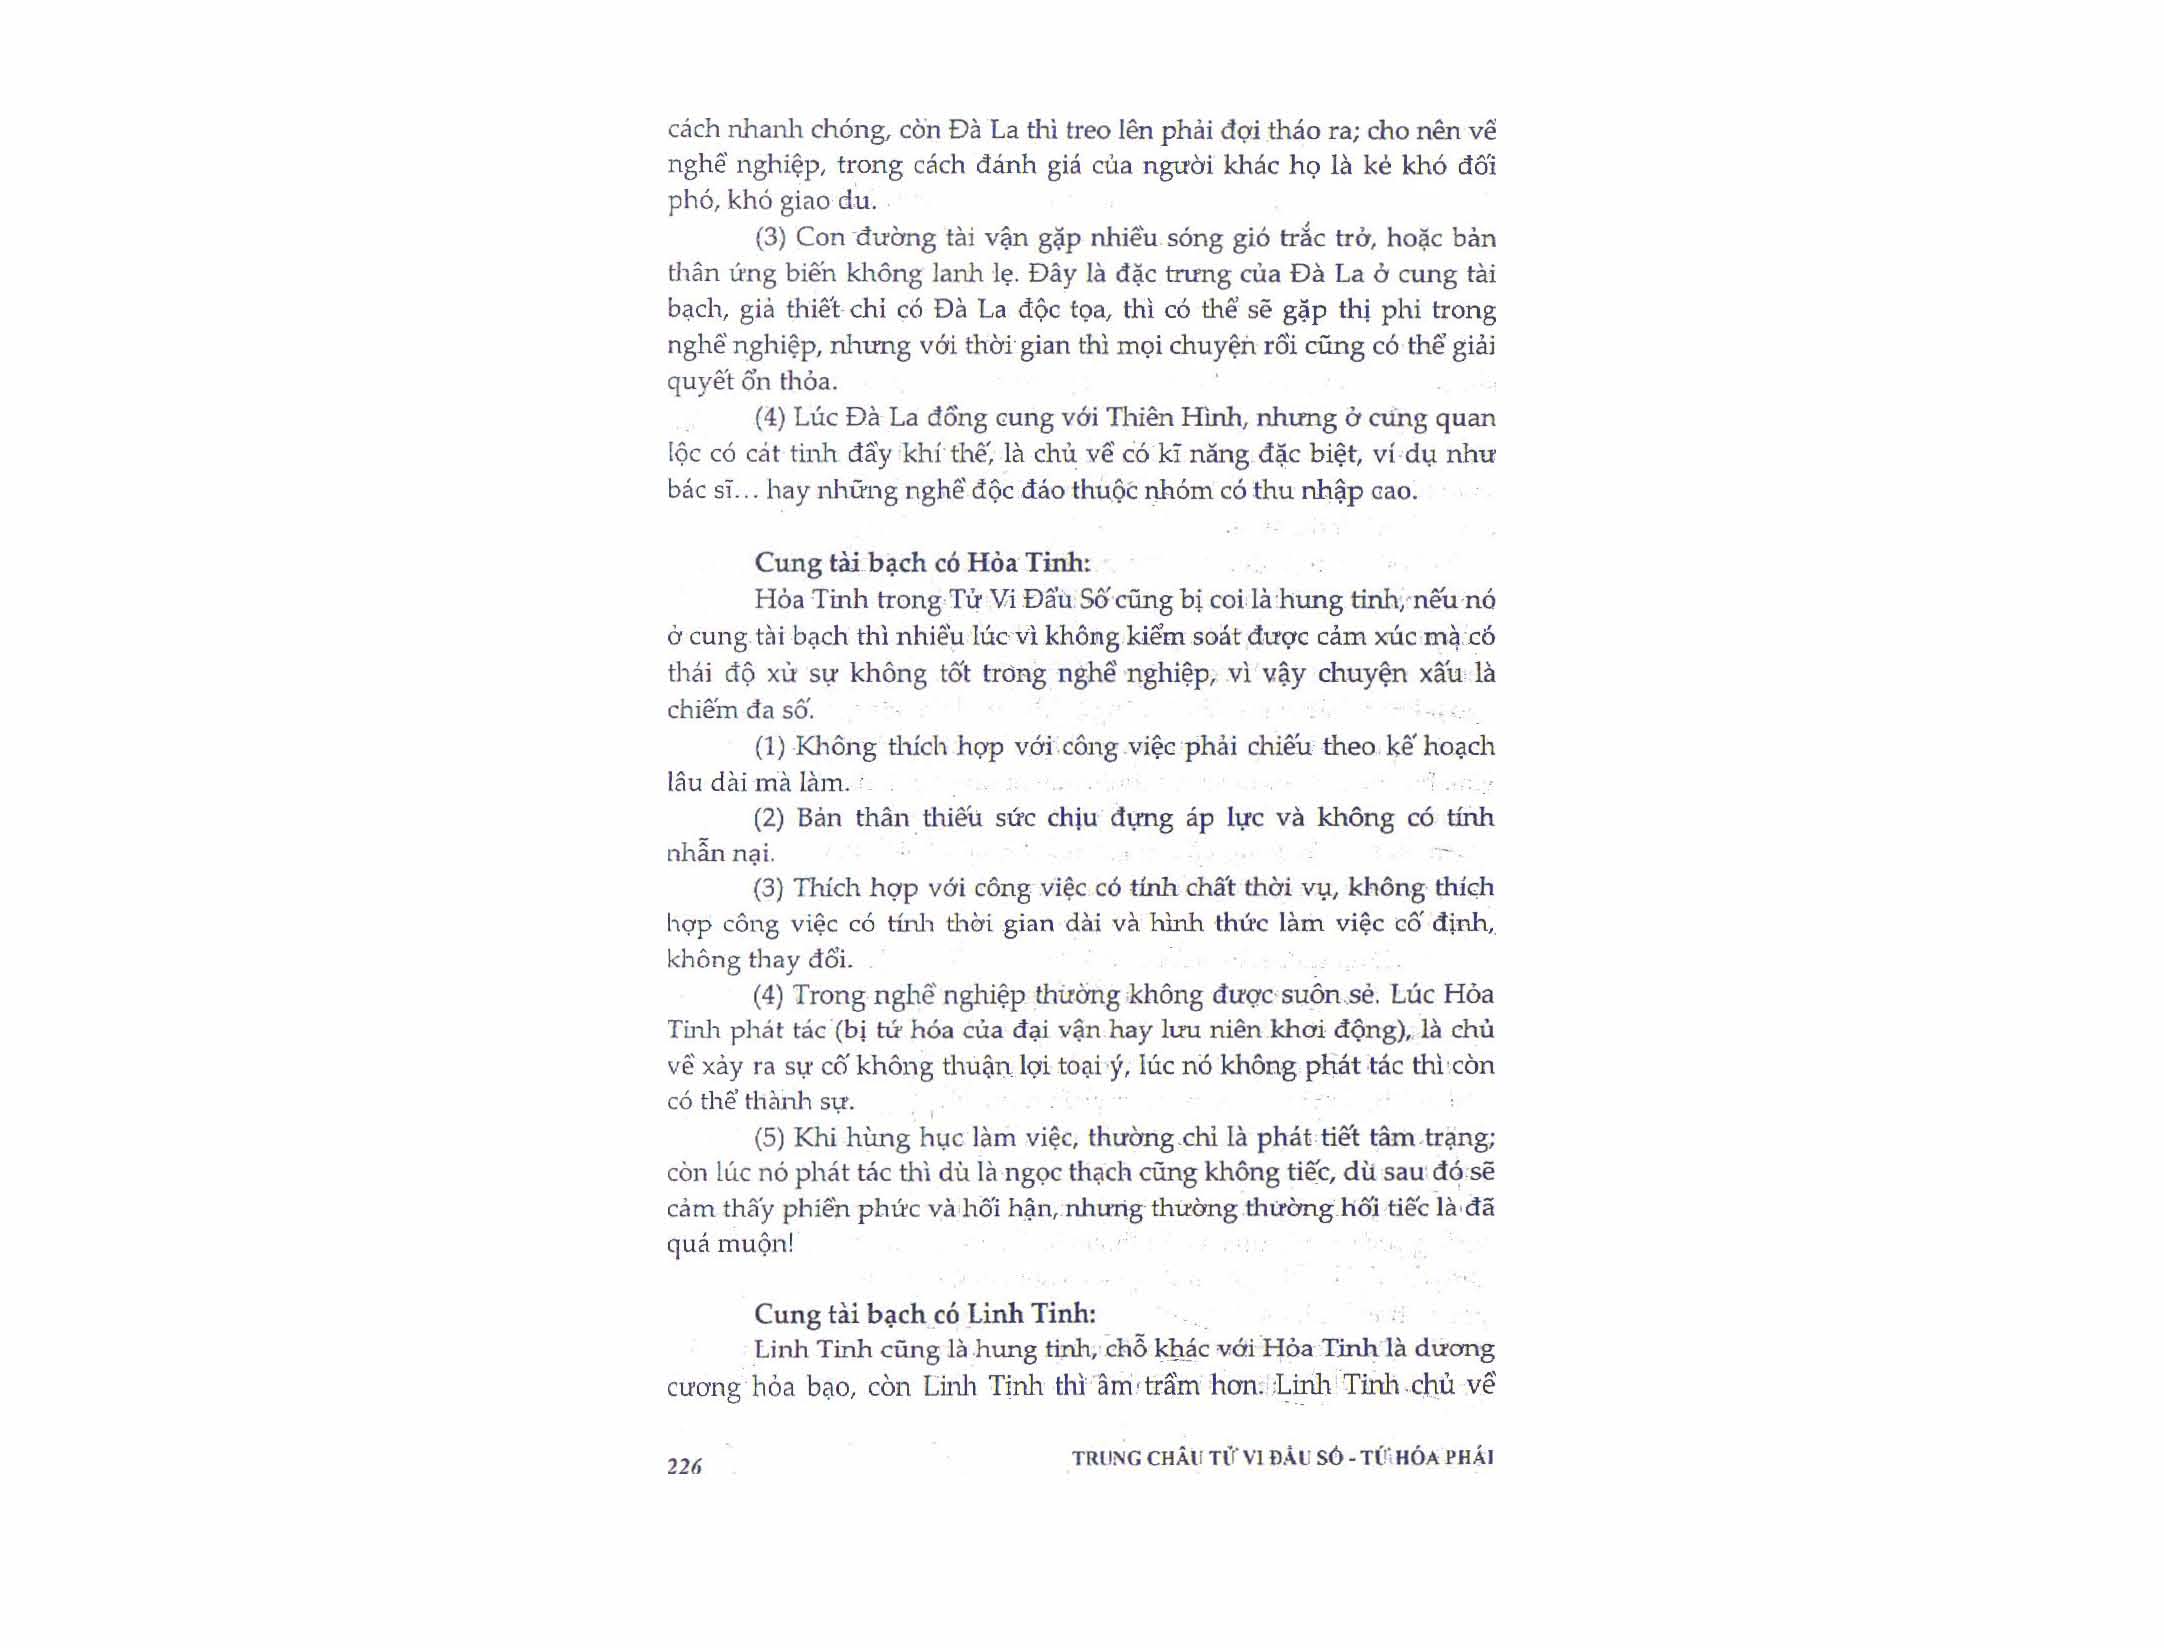 cách nhanh chóng, còn Đà La thì treo lên phải đợi tháo ra; cho nên về
nghề nghiệp, trong cách đánh giá của người khác họ là kẻ khó đối
phó, khó giao du.
(3) Con đường tài vận gặp nhiều sóng gió trắc trở, hoặc bản
thân ứng biến không lanh lẹ. Đây là đặc trưng của Đà La ở cung tài
bạch, giả thiết chỉ có Đà La độc tọa, thì có thể sẽ gặp thị phi trong
nghề nghiệp, nhưng với thời gian thì mọi chuyện rồi cũng có thể giải
quyết ổn thỏa.
(4) Lúc Đà La đồng cung với Thiên Hình, nhưng ở cung quan
lộc có cát tinh đầy khí thế, là chủ về có kĩ năng đặc biệt, ví dụ như
bác sĩ... hay những nghề độc đáo thuộc nhóm có thu nhập cao.
Cung tài bạch có Hỏa Tinh:
Hỏa Tinh trong Tử Vi Đẩu Số cũng bị coi là hung tinh, nếu nó
ở cung tài bạch thì nhiều lúc vì không kiểm soát được cảm xúc mà có
thái độ xử sự không tốt trong nghề nghiệp, vì vậy chuyện xấu là
chiếm đa số.
(1) Không thích hợp với công việc phải chiếu theo kế hoạch
lâu dài mà làm.
(2) Bản thân thiếu sức chịu đựng áp lực và không có tính
nhẫn nại.
(3) Thích hợp với công việc có tính chất thời vụ, không thích
hợp công việc có tính thời gian dài và hình thức làm việc cố định,
không thay đổi.
(4) Trong nghề nghiệp thường không được suôn sẻ. Lúc Hỏa
Tinh phát tác (bị tứ hóa của đại vận hay lưu niên khơi động), là chủ
về xảy ra sự cố không thuận lợi toại ý, lúc nó không phát tác thì còn
có thể thành sự.
(5) Khi hùng hục làm việc, thường chỉ là phát tiết tâm trạng;
còn lúc nó phát tác thì dù là ngọc thạch cũng không tiếc, dù sau đó sẽ
cảm thấy phiền phức và hối hận, nhưng thường thường hối tiếc là đã
quá muộn!
Cung tài bạch có Linh Tinh:
Linh Tinh cũng là hung tinh, chỗ khác với Hỏa Tinh là dương
cương hỏa bạo, còn Linh Tinh thì âm trầm hơn. Linh Tinh chủ về
226
TRUNG CHÂU TỬ VI ĐẨU SỐ - TỨ HÓA PHÁI